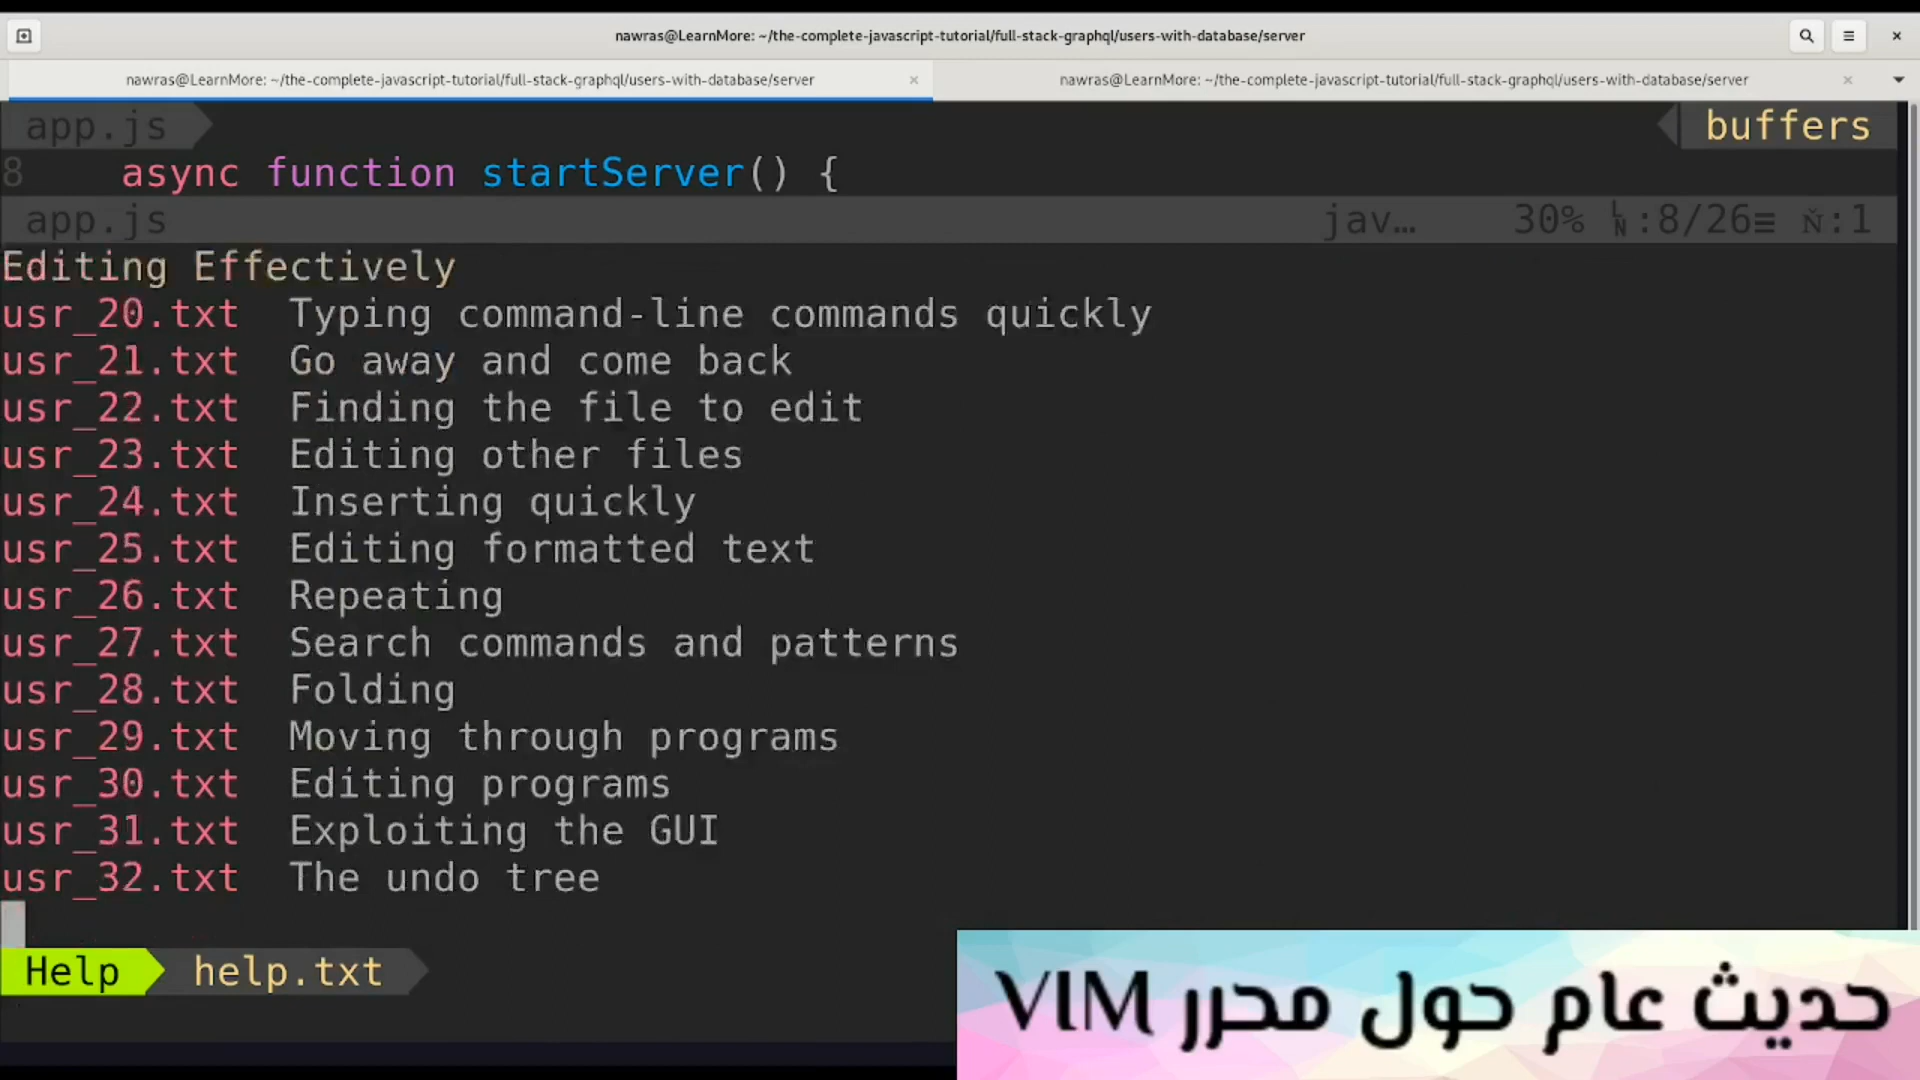 nawras@LearnMore: ~/the-complete-javascript-tutorial/full-stack-graphql/users-with-database/server
nawras@LearnMore: ~/the-complete-javascript-tutorial/full-stack-graphql/users-with-database/server
nawras@LearnMore: ~/the-complete-javascript-tutorial/full-stack-graphql/users-with-database/server
app.js buffers
8 async function startServer() {
app.js jav… 30% ㏑:8/26≡ ℕ̌:1
Editing Effectively
usr_20.txt Typing command-line commands quickly
usr_21.txt Go away and come back
usr_22.txt Finding the file to edit
usr_23.txt Editing other files
usr_24.txt Inserting quickly
usr_25.txt Editing formatted text
usr_26.txt Repeating
usr_27.txt Search commands and patterns
usr_28.txt Folding
usr_29.txt Moving through programs
usr_30.txt Editing programs
usr_31.txt Exploiting the GUI
usr_32.txt The undo tree
Help help.txt
حديث عام حول محرر VIM